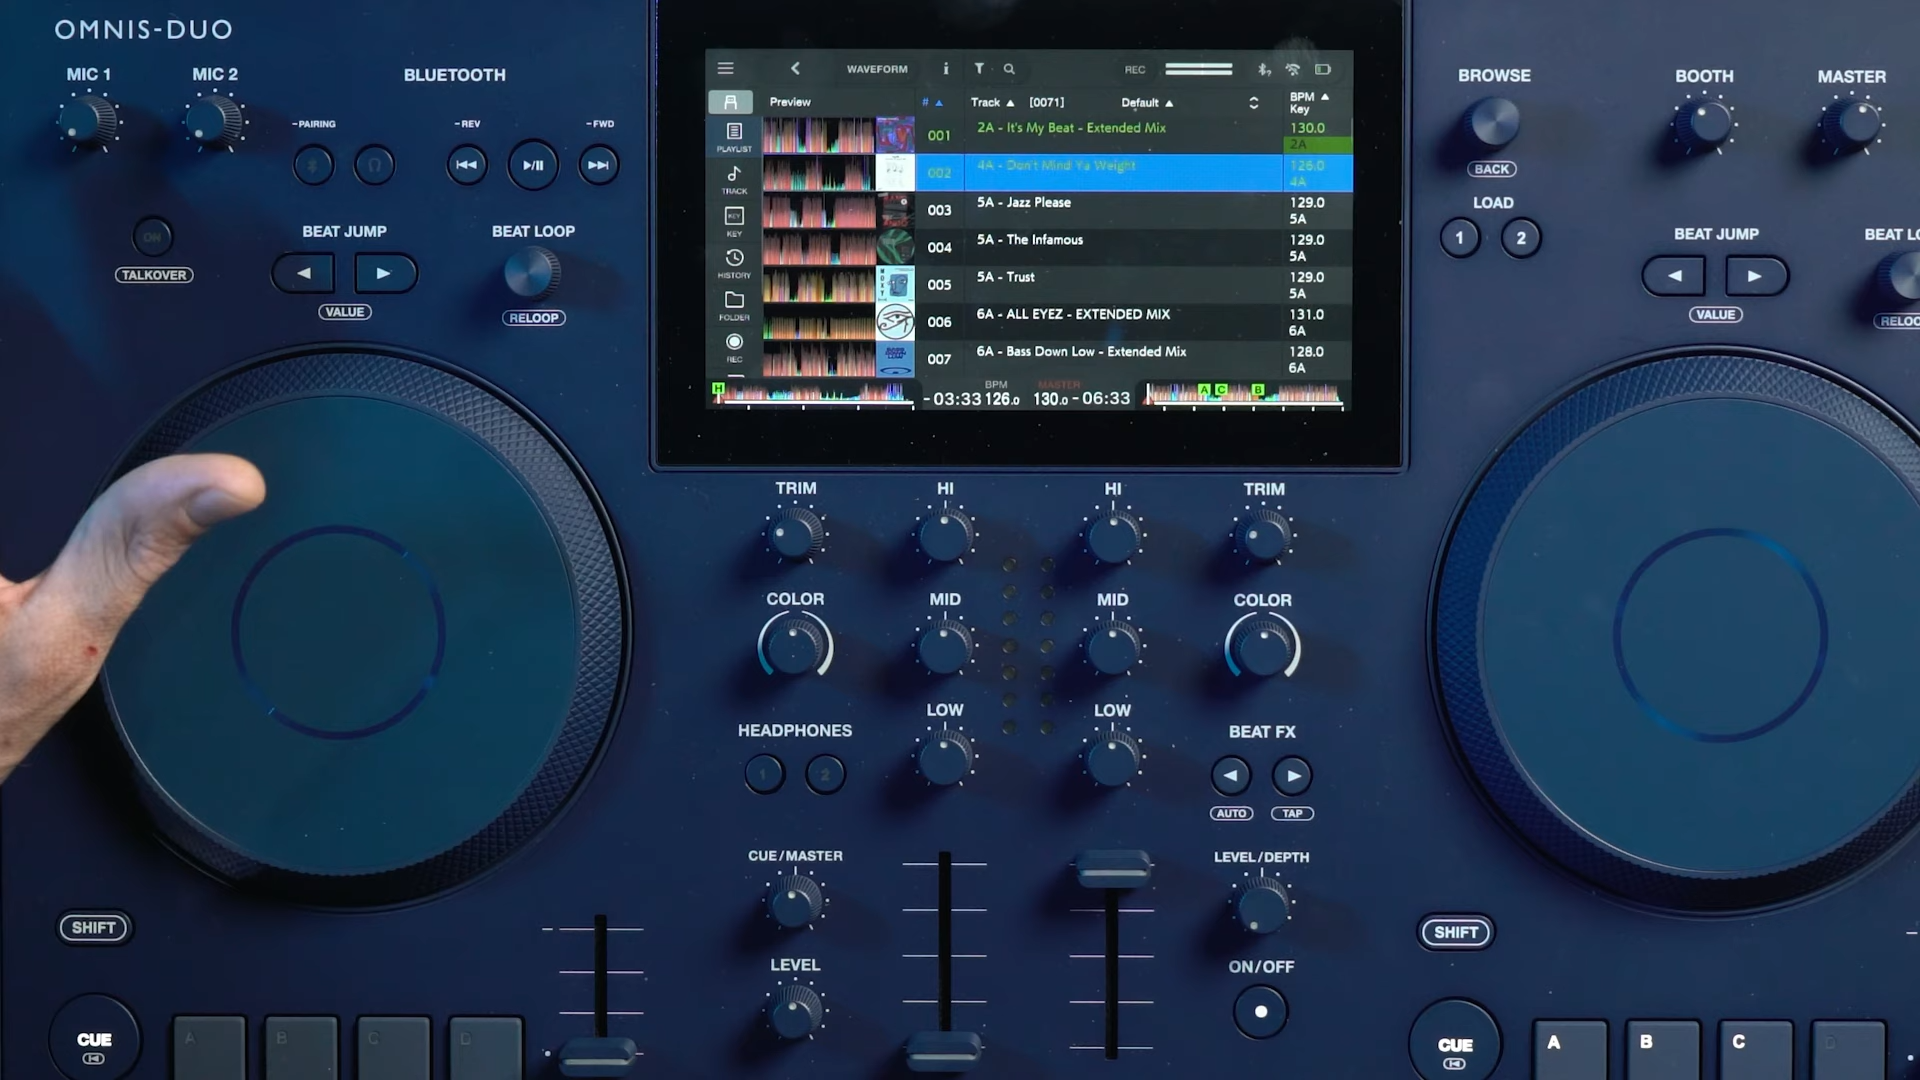 OMNIS-DUO
MIC 1
MIC 2
BLUETOOTH
PAIRING
REV
FWD
ON
TALKOVER
BEAT JUMP
VALUE
BEAT LOOP
RELOOP
WAVEFORM
i
REC
Preview
#
Track
[0071]
Default
BPM
Key
PLAYLIST
TRACK
KEY
KEY
HISTORY
FOLDER
REC
001 2A - It's My Beat - Extended Mix 130.0
2A
002 4A - Don't Mind Ya Weight 126.0
4A
003 5A - Jazz Please 129.0
5A
004 5A - The Infamous 129.0
5A
005 5A - Trust 129.0
5A
006 6A - ALL EYEZ - EXTENDED MIX 131.0
6A
007 6A - Bass Down Low - Extended Mix 128.0
6A
H
BPM
MASTER
-03:33 126.0
130.0 -06:33
A C B
BROWSE
BACK
LOAD
1 2
BOOTH
MASTER
BEAT JUMP
VALUE
BEAT LO
RELOO
TRIM
HI
HI
TRIM
COLOR
MID
MID
COLOR
HEADPHONES
1 2
LOW
LOW
BEAT FX
AUTO
TAP
CUE/MASTER
LEVEL/DEPTH
LEVEL
ON/OFF
SHIFT
SHIFT
CUE
A B C D
CUE
A B C D